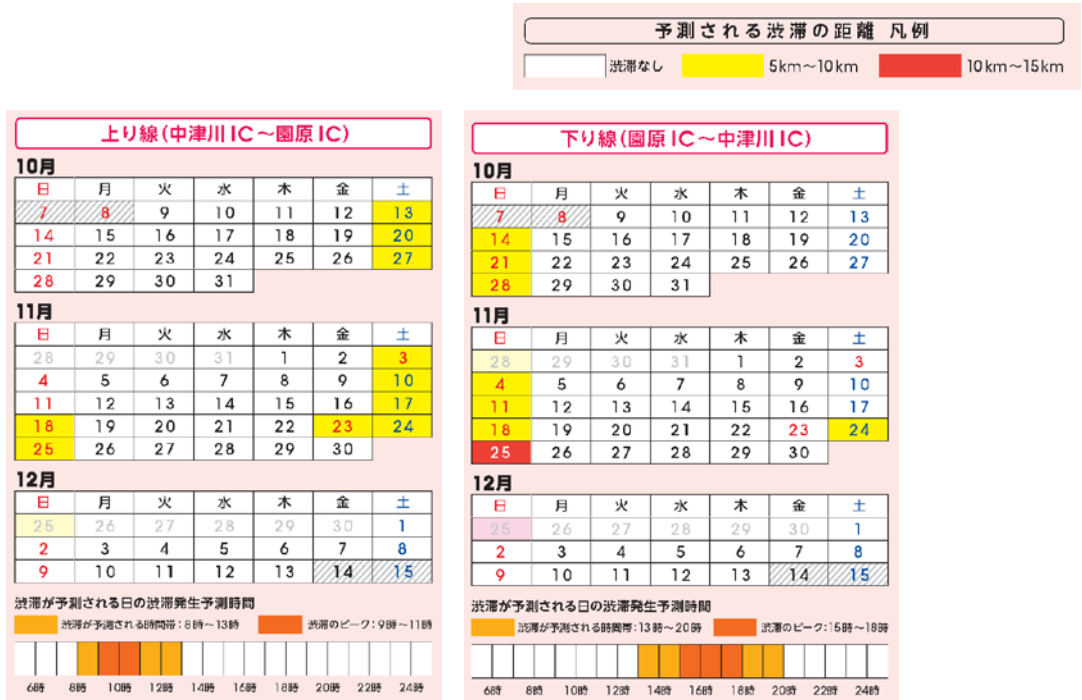 予測される渋滞の距離 凡例
渋滞なし 5km～10km 10km～15km
上り線(中津川IC～園原IC)
10月
日 月 火 水 木 金 土
7 8 9 10 11 12 13
14 15 16 17 18 19 20
21 22 23 24 25 26 27
28 29 30 31
11月
日 月 火 水 木 金 土
28 29 30 31 1 2 3
4 5 6 7 8 9 10
11 12 13 14 15 16 17
18 19 20 21 22 23 24
25 26 27 28 29 30
12月
日 月 火 水 木 金 土
25 26 27 28 29 30 1
2 3 4 5 6 7 8
9 10 11 12 13 14 15
渋滞が予測される日の渋滞発生予測時間
渋滞が予測される時間帯:8時～13時 渋滞のピーク:9時～11時
6時 8時 10時 12時 14時 16時 18時 20時 22時 24時
下り線(園原IC～中津川IC)
10月
日 月 火 水 木 金 土
7 8 9 10 11 12 13
14 15 16 17 18 19 20
21 22 23 24 25 26 27
28 29 30 31
11月
日 月 火 水 木 金 土
28 29 30 31 1 2 3
4 5 6 7 8 9 10
11 12 13 14 15 16 17
18 19 20 21 22 23 24
25 26 27 28 29 30
12月
日 月 火 水 木 金 土
25 26 27 28 29 30 1
2 3 4 5 6 7 8
9 10 11 12 13 14 15
渋滞が予測される日の渋滞発生予測時間
渋滞が予測される時間帯:13時～20時 渋滞のピーク:15時～18時
6時 8時 10時 12時 14時 16時 18時 20時 22時 24時